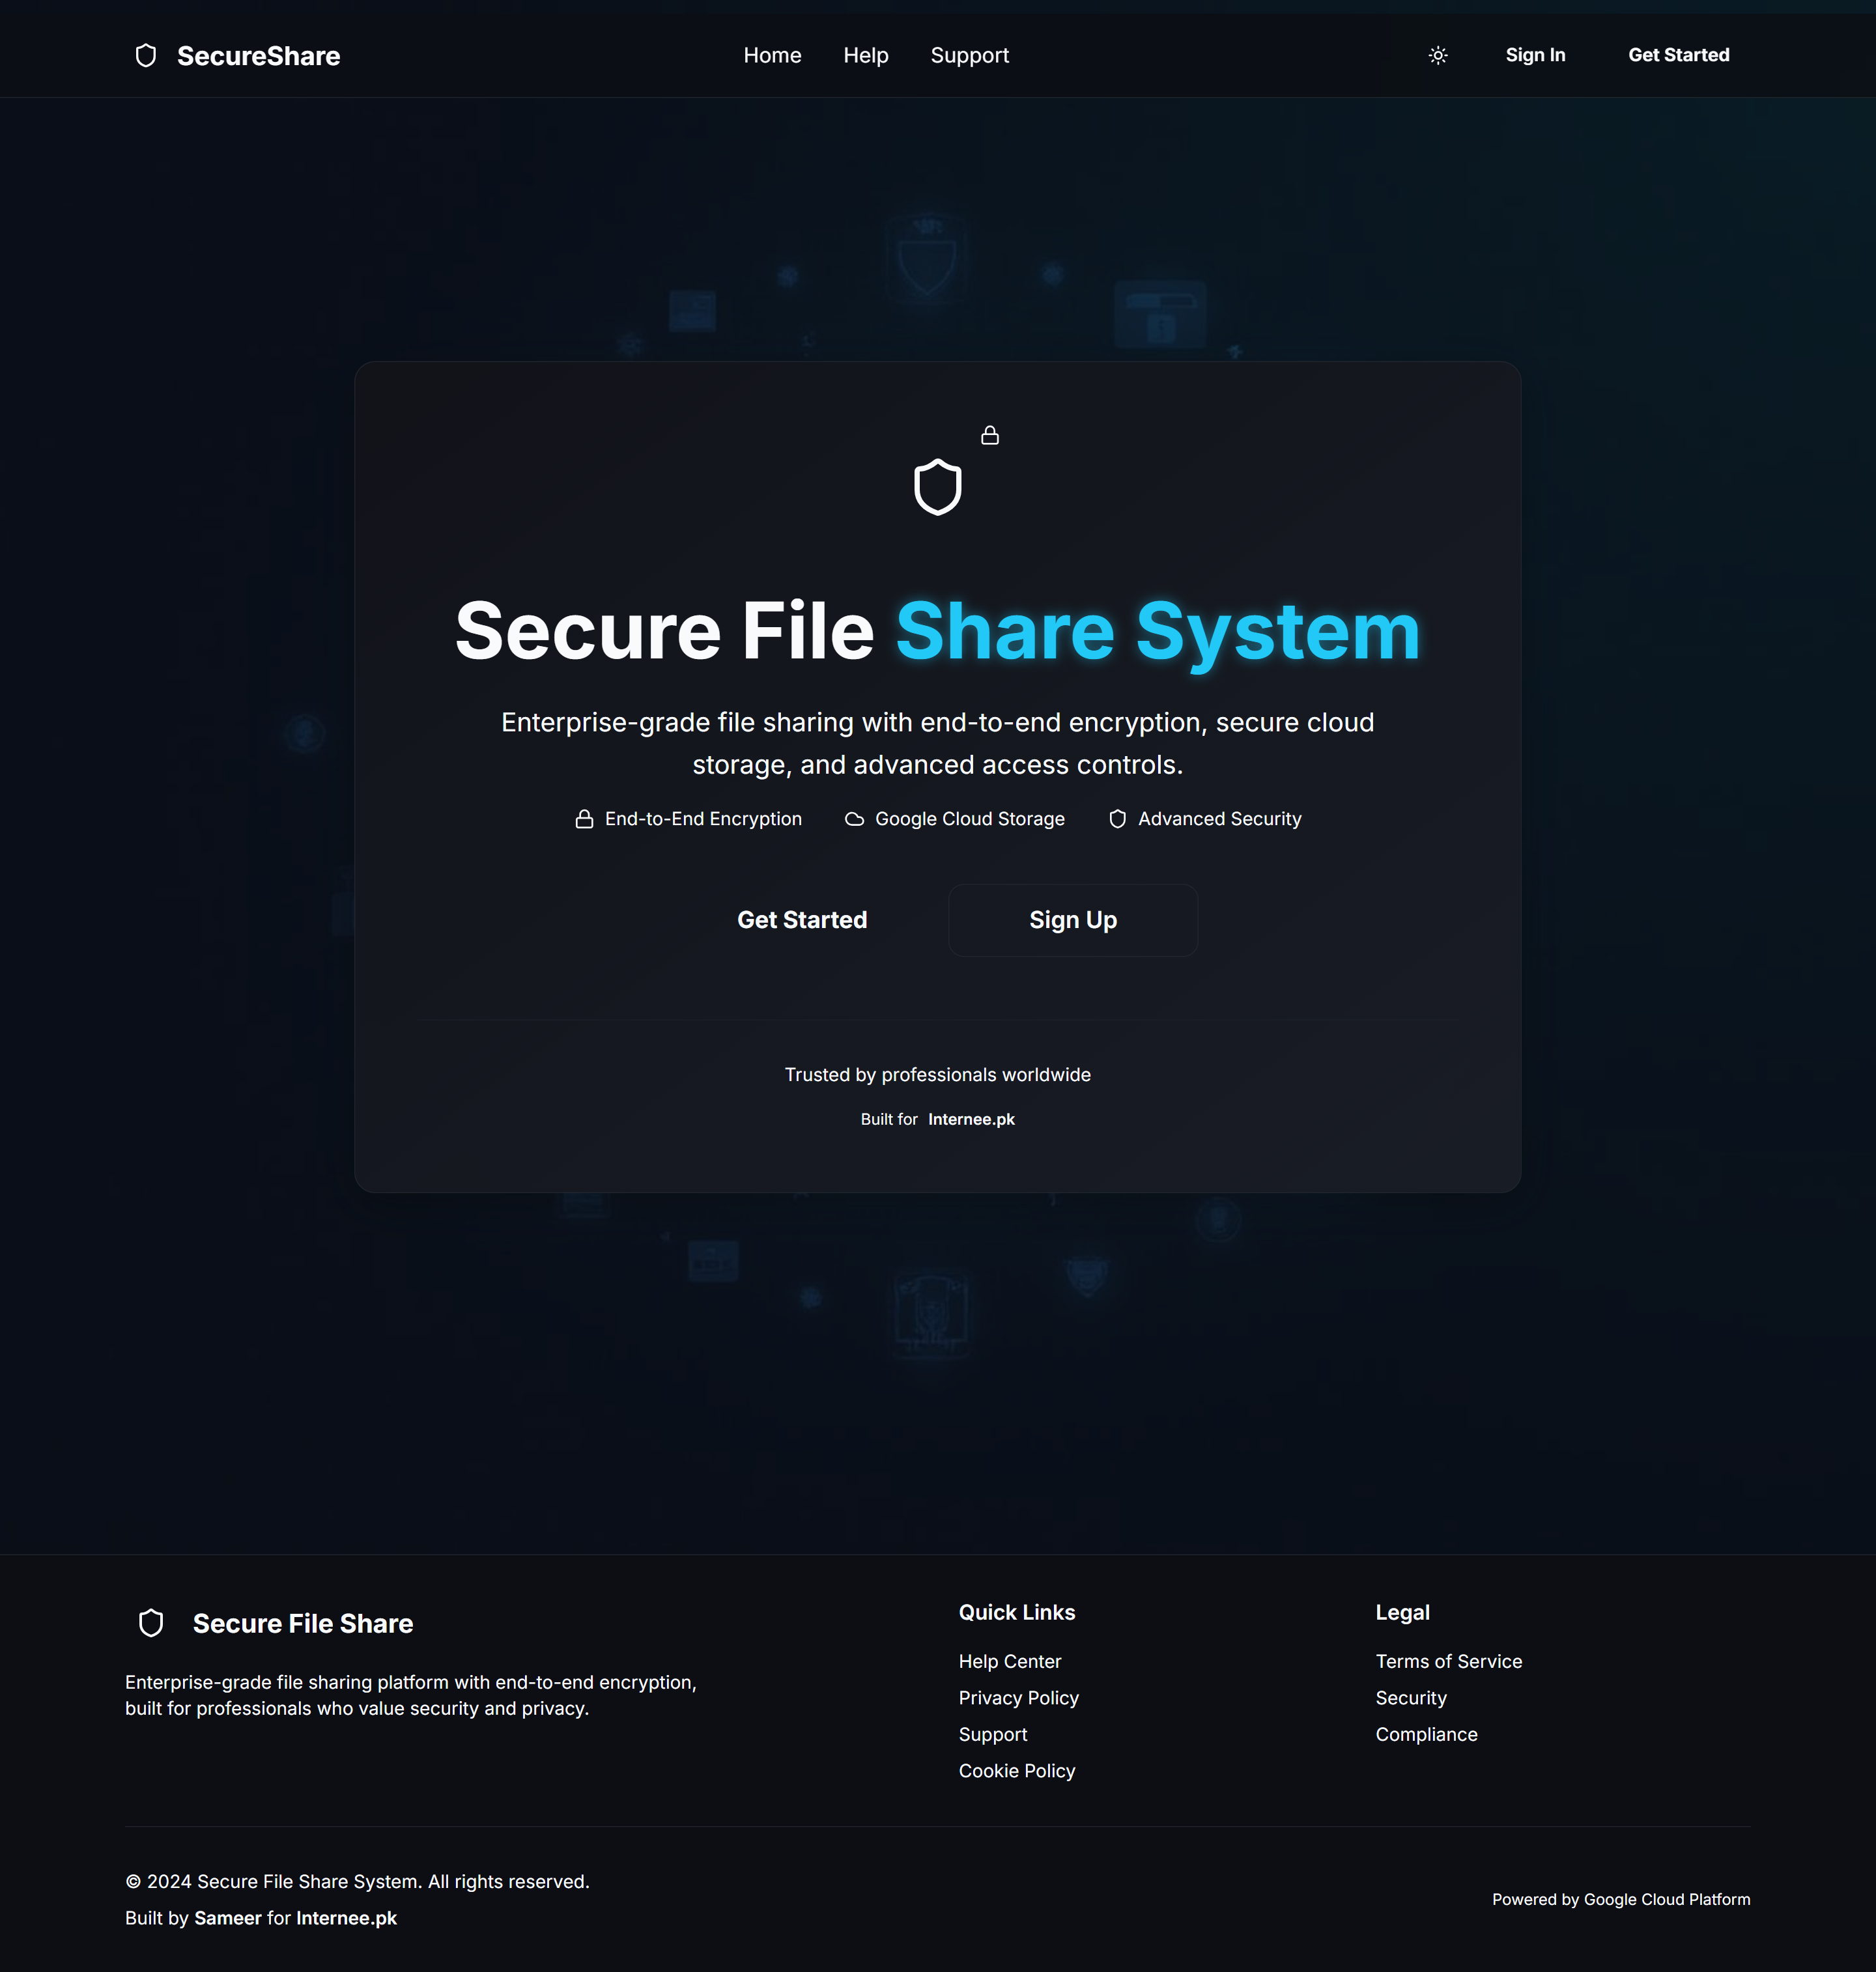 SecureShare
Home
Help
Support
Sign In
Get Started
Secure File Share System
Enterprise-grade file sharing with end-to-end encryption, secure cloud
storage, and advanced access controls.
End-to-End Encryption
Google Cloud Storage
Advanced Security
Get Started
Sign Up
Trusted by professionals worldwide
Built for Internee.pk
Secure File Share
Enterprise-grade file sharing platform with end-to-end encryption,
built for professionals who value security and privacy.
Quick Links
Help Center
Privacy Policy
Support
Cookie Policy
Legal
Terms of Service
Security
Compliance
© 2024 Secure File Share System. All rights reserved.
Built by Sameer for Internee.pk
Powered by Google Cloud Platform